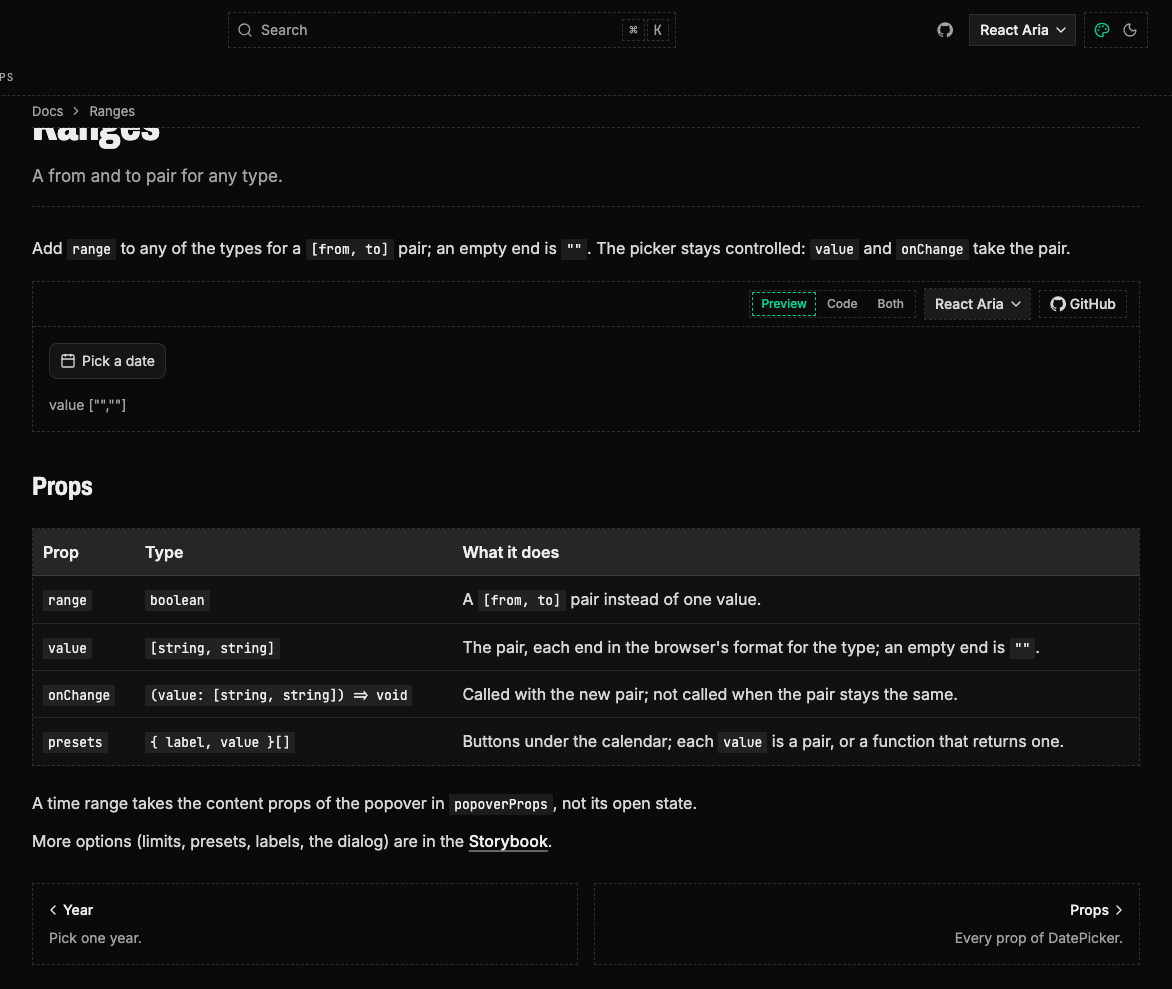 Search ⌘ K React Aria
PS
Docs > Ranges
Ranges
A from and to pair for any type.
Add range to any of the types for a [from, to] pair; an empty end is "". The picker stays controlled: value and onChange take the pair.
Preview Code Both React Aria GitHub
Pick a date
value ["",""]
Props
Prop Type What it does
range boolean A [from, to] pair instead of one value.
value [string, string] The pair, each end in the browser's format for the type; an empty end is "".
onChange (value: [string, string]) => void Called with the new pair; not called when the pair stays the same.
presets { label, value }[] Buttons under the calendar; each value is a pair, or a function that returns one.
A time range takes the content props of the popover in popoverProps, not its open state.
More options (limits, presets, labels, the dialog) are in the Storybook.
< Year Props >
Pick one year. Every prop of DatePicker.